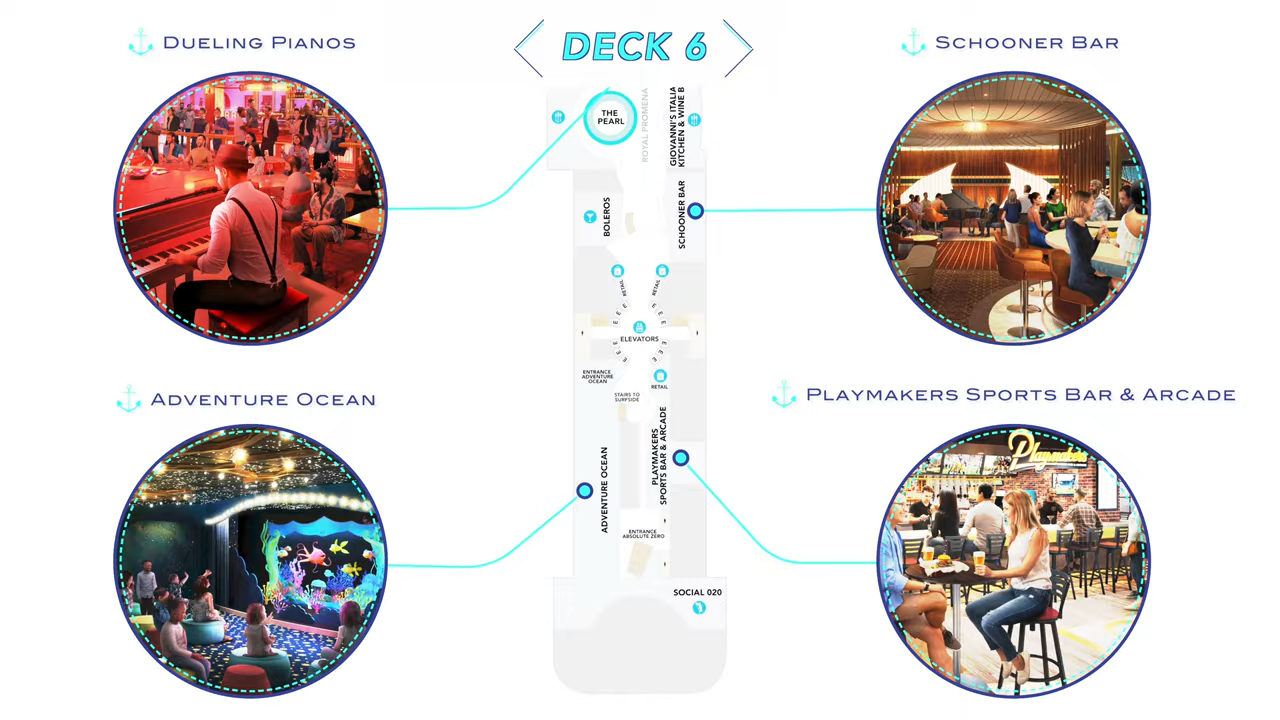 DUELING PIANOS
DECK 6
SCHOONER BAR
THE
PEARL
ROYAL PROMENA
GIOVANNI'S ITALIA
KITCHEN & WINE B
BOLEROS
SCHOONER BAR
RETAIL
RETAIL
E E E E E E
E E E E E E
ELEVATORS
ENTRANCE
ADVENTURE
OCEAN
RETAIL
STAIRS TO
SURFSIDE
ADVENTURE OCEAN
PLAYMAKERS SPORTS BAR & ARCADE
PLAYMAKERS
SPORTS BAR & ARCADE
ADVENTURE OCEAN
ENTRANCE
ABSOLUTE ZERO
SOCIAL 020
Playmakers